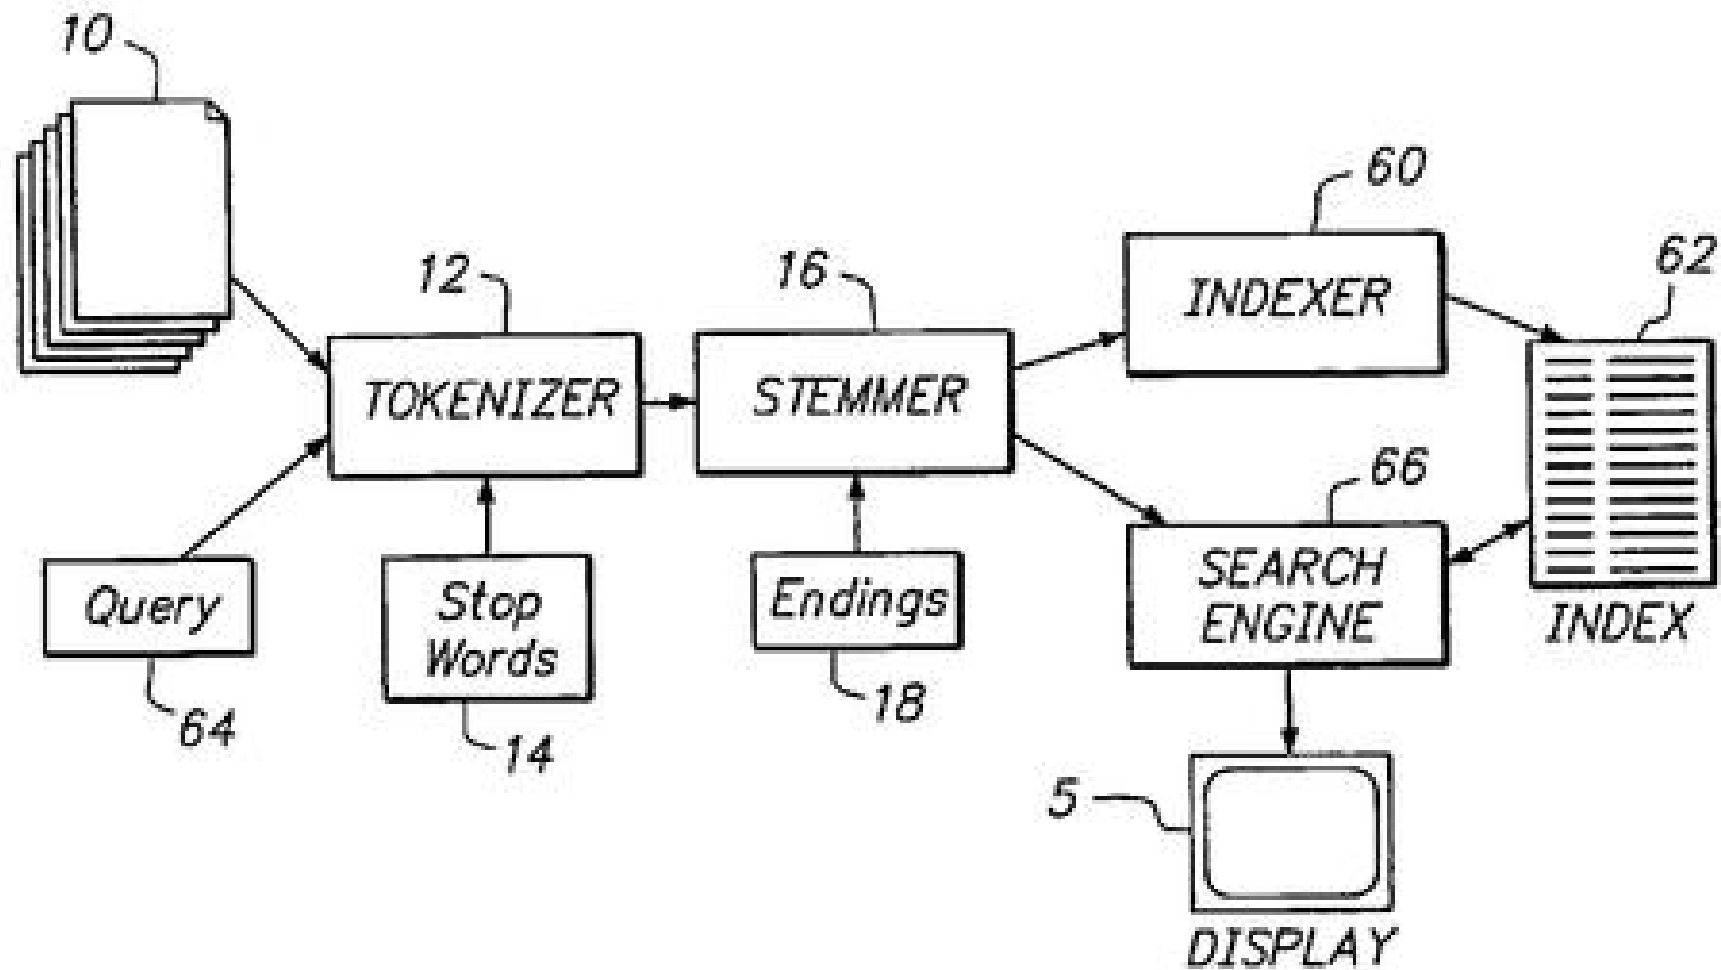 10
60
62
12
16
INDEXER
TOKENIZER
STEMMER
66
Query
Stop
Words
Endings
SEARCH
ENGINE
INDEX
64
14
18
5
DISPLAY